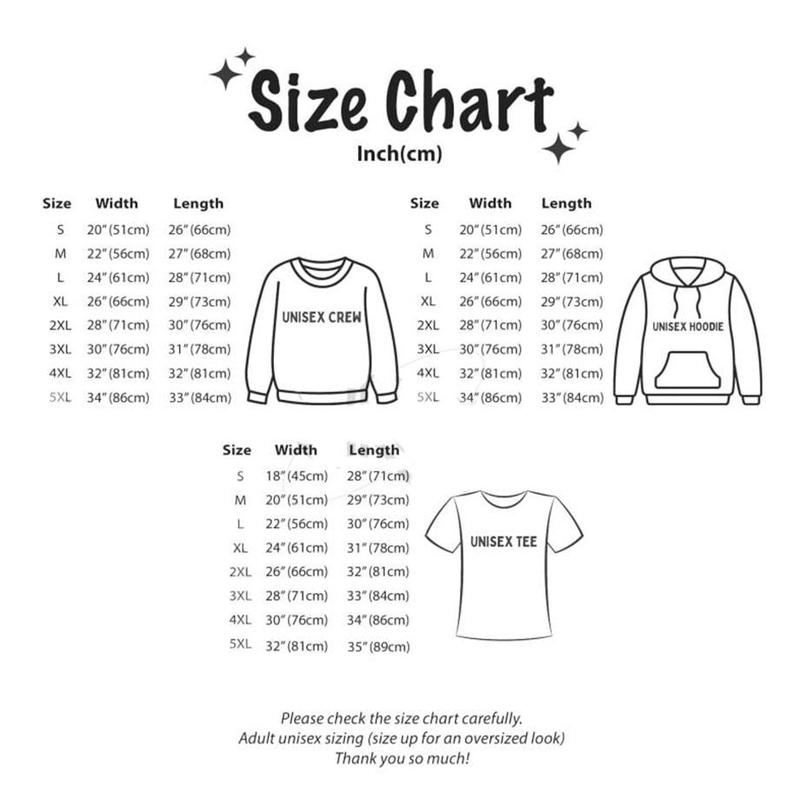 Size Chart
Inch(cm)
Size Width Length
S 20”(51cm) 26”(66cm)
M 22”(56cm) 27”(68cm)
L 24”(61cm) 28”(71cm)
XL 26”(66cm) 29”(73cm)
2XL 28”(71cm) 30”(76cm)
3XL 30”(76cm) 31”(78cm)
4XL 32”(81cm) 32”(81cm)
5XL 34”(86cm) 33”(84cm)
UNISEX CREW
Size Width Length
S 20”(51cm) 26”(66cm)
M 22”(56cm) 27”(68cm)
L 24”(61cm) 28”(71cm)
XL 26”(66cm) 29”(73cm)
2XL 28”(71cm) 30”(76cm)
3XL 30”(76cm) 31”(78cm)
4XL 32”(81cm) 32”(81cm)
5XL 34”(86cm) 33”(84cm)
UNISEX HOODIE
Size Width Length
S 18”(45cm) 28”(71cm)
M 20”(51cm) 29”(73cm)
L 22”(56cm) 30”(76cm)
XL 24”(61cm) 31”(78cm)
2XL 26”(66cm) 32”(81cm)
3XL 28”(71cm) 33”(84cm)
4XL 30”(76cm) 34”(86cm)
5XL 32”(81cm) 35”(89cm)
UNISEX TEE
Please check the size chart carefully.
Adult unisex sizing (size up for an oversized look)
Thank you so much!